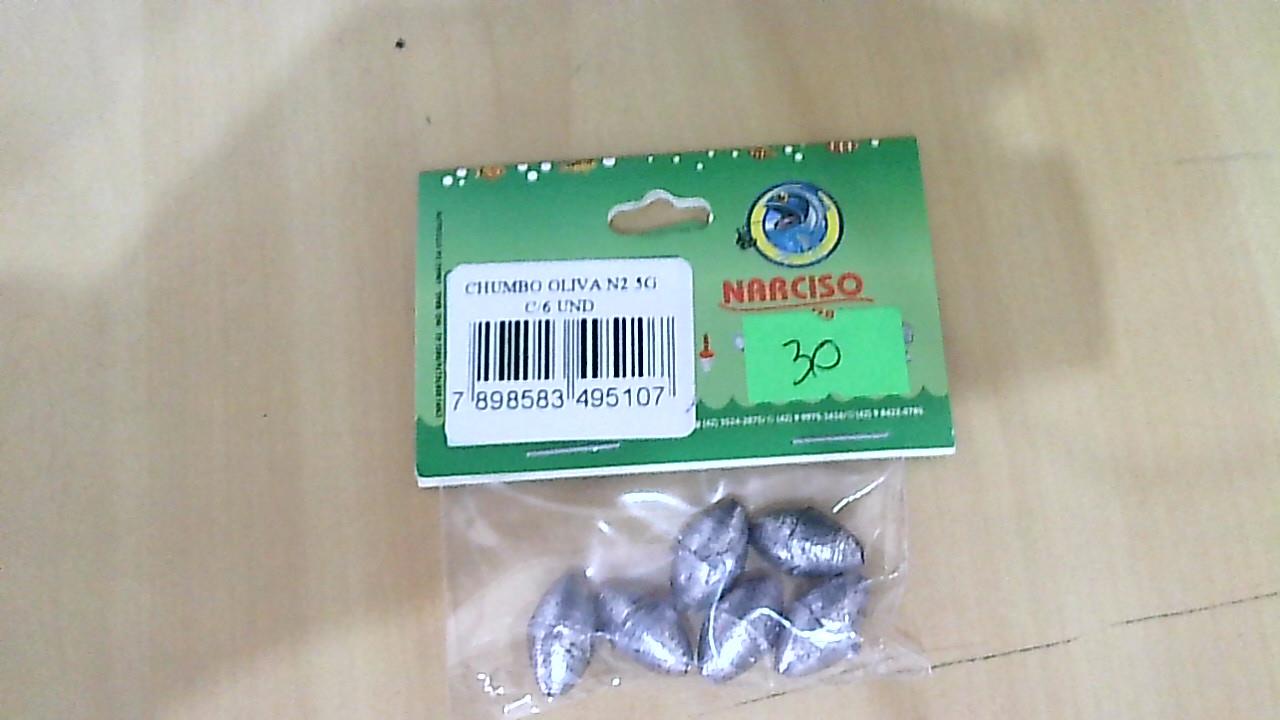 CHUMBO OLIVA N2 5G
C/6 UND
7 898583 495107
NARCISO
30